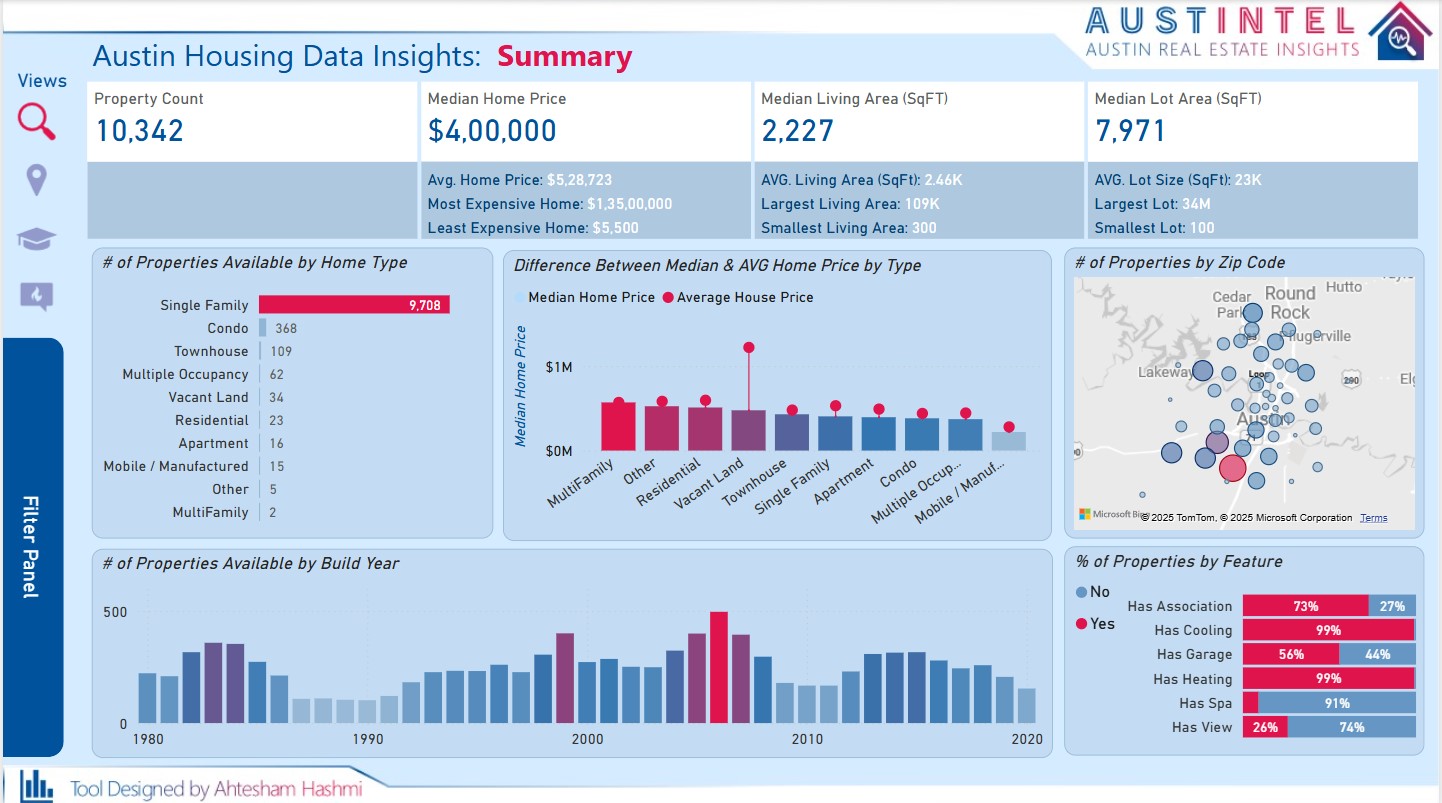 AUSTINTEL
AUSTIN REAL ESTATE INSIGHTS
Austin Housing Data Insights: Summary
Views
Property Count
10,342
Median Home Price
$4,00,000
Avg. Home Price: $5,28,723
Most Expensive Home: $1,35,00,000
Least Expensive Home: $5,500
Median Living Area (SqFT)
2,227
AVG. Living Area (SqFt): 2.46K
Largest Living Area: 109K
Smallest Living Area: 300
Median Lot Area (SqFT)
7,971
AVG. Lot Size (SqFt): 23K
Largest Lot: 34M
Smallest Lot: 100
Filter Panel
# of Properties Available by Home Type
Single Family 9,708
Condo 368
Townhouse 109
Multiple Occupancy 62
Vacant Land 34
Residential 23
Apartment 16
Mobile / Manufactured 15
Other 5
MultiFamily 2
Difference Between Median & AVG Home Price by Type
Median Home Price Average House Price
Median Home Price
$1M
$0M
MultiFamily
Other
Residential
Vacant Land
Townhouse
Single Family
Apartment
Condo
Multiple Occup...
Mobile / Manuf...
# of Properties by Zip Code
Hutto
Cedar Park
Round Rock
Pflugerville
Lakeway
Loop
290
Austin
71
Microsoft Bing
© 2025 TomTom, © 2025 Microsoft Corporation Terms
# of Properties Available by Build Year
500
0
1980 1990 2000 2010 2020
% of Properties by Feature
No
Yes
Has Association 73% 27%
Has Cooling 99%
Has Garage 56% 44%
Has Heating 99%
Has Spa 91%
Has View 26% 74%
Tool Designed by Ahtesham Hashmi